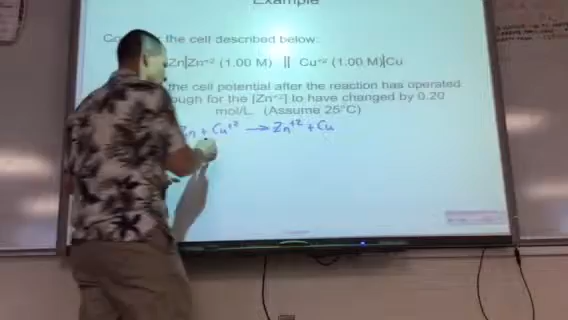 Example
the cell described below:
Zn|Zn⁺² (1.00 M) || Cu⁺² (1.00 M)|Cu
the cell potential after the reaction has operated
for the [Zn⁺²] to have changed by 0.20
mol/L. (Assume 25°C)
Zn + Cu⁺² → Zn⁺² + Cu